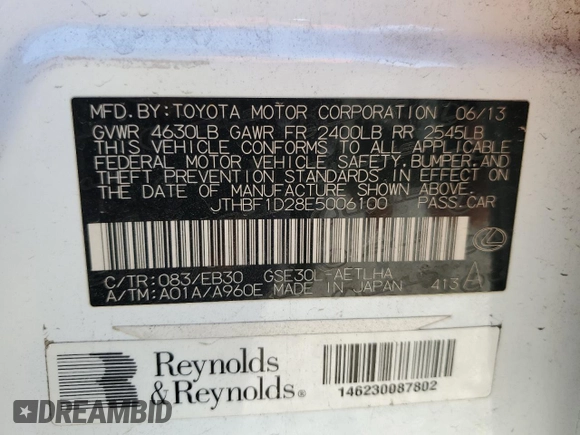 MFD.BY:TOYOTA MOTOR CORPORATION 06/13
GVWR 4630LB GAWR FR 2400LB RR 2545LB
THIS VEHICLE CONFORMS TO ALL APPLICABLE
FEDERAL MOTOR VEHICLE SAFETY,BUMPER,AND
THEFT PREVENTION STANDARDS IN EFFECT ON
THE DATE OF MANUFACTURE SHOWN ABOVE.
JTHBF1D28E5006100 PASS.CAR
C/TR:083/EB30 GSE30L-AETLHA
A/TM:A01A/A960E MADE IN JAPAN 413 A
Reynolds
& Reynolds®
146230087802
DREAMBID